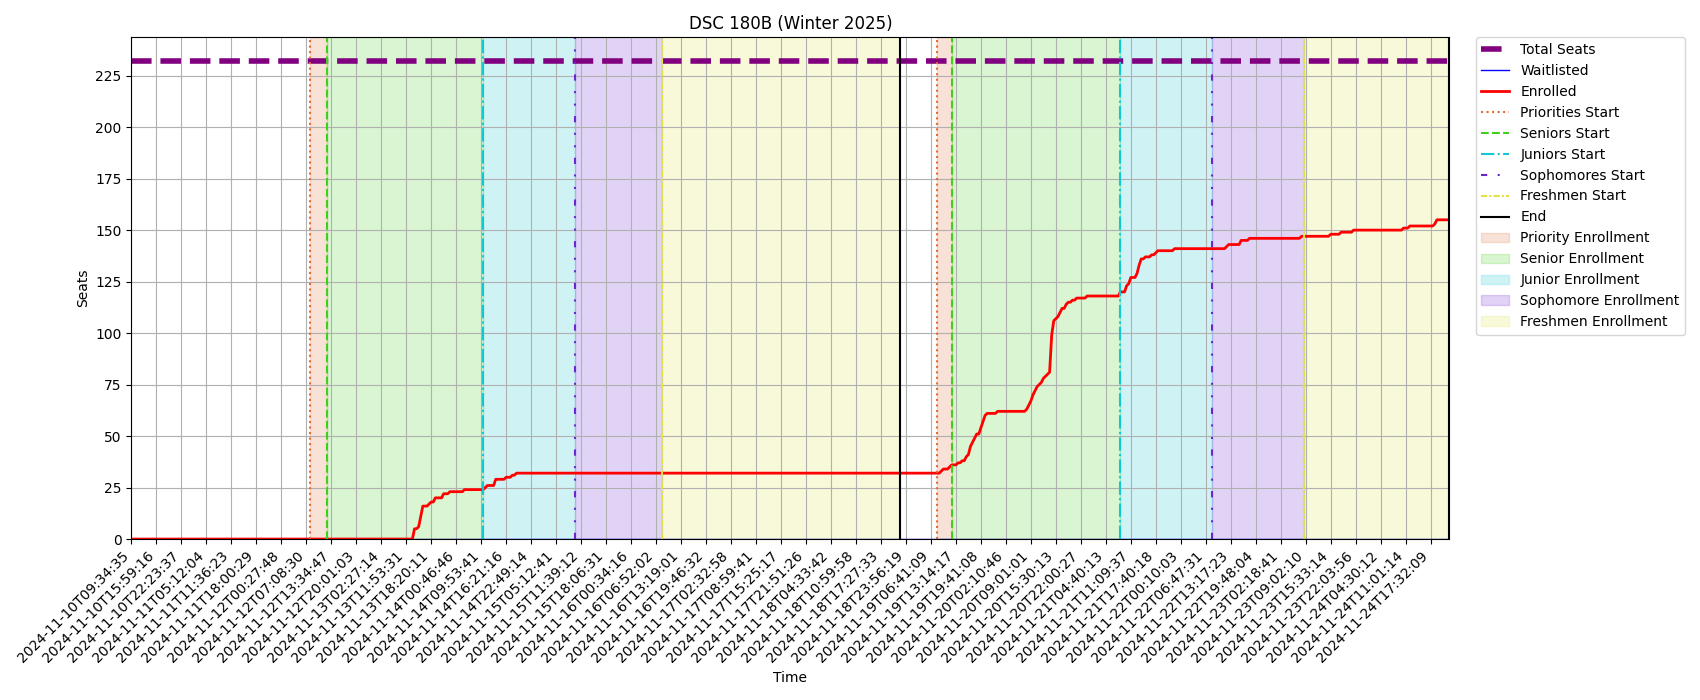 DSC 180B (Winter 2025)
Seats
225
200
175
150
125
100
75
50
25
0
2024-11-10T09:34:35
2024-11-10T15:59:16
2024-11-10T22:23:37
2024-11-11T05:12:04
2024-11-11T11:36:23
2024-11-11T18:00:29
2024-11-12T00:27:48
2024-11-12T07:08:30
2024-11-12T13:34:47
2024-11-12T20:01:03
2024-11-13T03:27:14
2024-11-13T11:53:31
2024-11-13T18:20:11
2024-11-14T00:46:46
2024-11-14T09:53:41
2024-11-14T16:21:16
2024-11-14T22:49:14
2024-11-15T05:12:41
2024-11-15T11:39:12
2024-11-15T18:06:31
2024-11-16T00:34:16
2024-11-16T06:52:02
2024-11-16T13:19:01
2024-11-16T19:46:32
2024-11-17T02:32:58
2024-11-17T08:59:41
2024-11-17T15:25:17
2024-11-17T21:51:26
2024-11-18T04:33:42
2024-11-18T10:59:58
2024-11-18T17:27:33
2024-11-18T23:56:19
2024-11-19T06:41:09
2024-11-19T13:14:17
2024-11-19T19:41:08
2024-11-20T02:10:46
2024-11-20T09:01:01
2024-11-20T15:30:13
2024-11-20T22:00:27
2024-11-21T04:40:13
2024-11-21T11:09:37
2024-11-21T17:40:18
2024-11-22T00:10:03
2024-11-22T06:47:31
2024-11-22T13:17:23
2024-11-22T19:48:04
2024-11-23T02:18:41
2024-11-23T09:02:10
2024-11-23T15:33:14
2024-11-23T22:03:56
2024-11-24T04:30:12
2024-11-24T11:01:14
2024-11-24T17:32:09
Time
Total Seats
Waitlisted
Enrolled
Priorities Start
Seniors Start
Juniors Start
Sophomores Start
Freshmen Start
End
Priority Enrollment
Senior Enrollment
Junior Enrollment
Sophomore Enrollment
Freshmen Enrollment